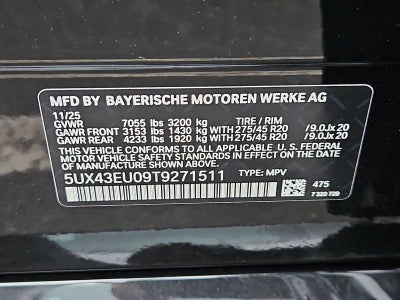 MFD BY BAYERISCHE MOTOREN WERKE AG
11/25
GVWR 7055 lbs 3200 kg TIRE / RIM
GAWR FRONT 3153 lbs 1430 kg WITH 275/45 R20 /9.0Jx 20
GAWR REAR 4233 lbs 1920 kg WITH 275/45 R20 /9.0Jx 20
THIS VEHICLE CONFORMS TO ALL APPLICABLE U.S. FEDERAL
MOTOR VEHICLE SAFETY STANDARDS IN EFFECT ON THE DATE
OF MANUFACTURE SHOWN ABOVE.
5UX43EU09T9271511 TYPE: MPV 475
7 320 729